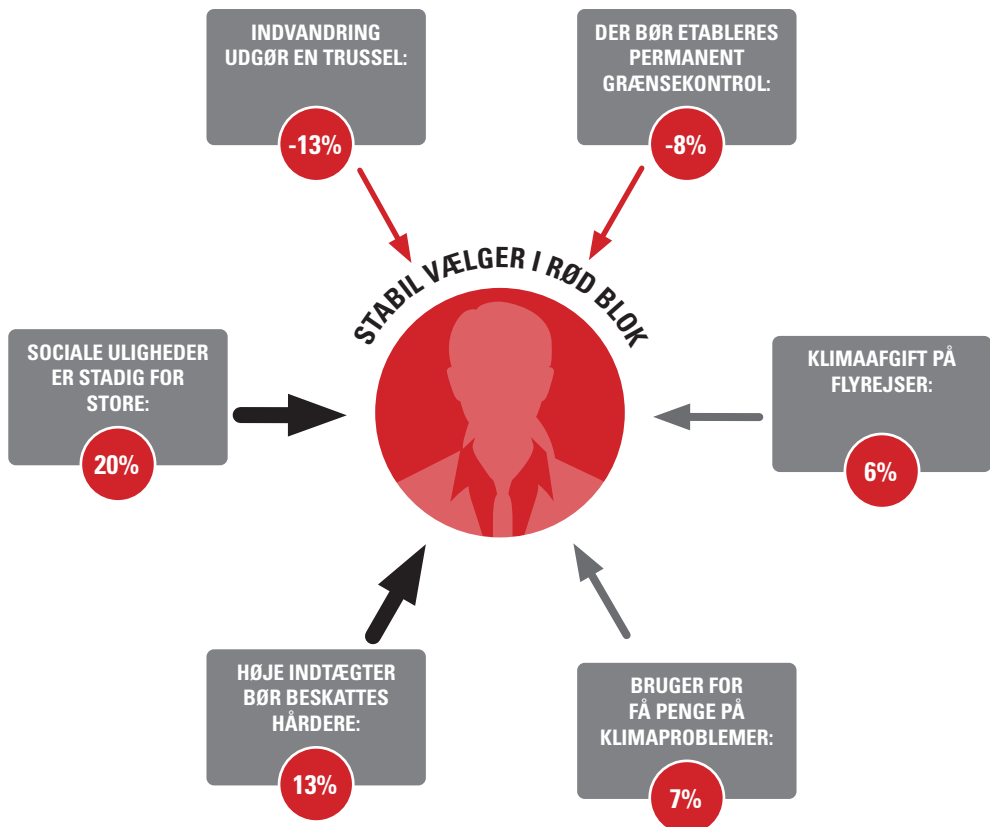 INDVANDRING
UDGØR EN TRUSSEL:
-13%
DER BØR ETABLERES
PERMANENT
GRÆNSEKONTROL:
-8%
STABIL VÆLGER I RØD BLOK
SOCIALE ULIGHEDER
ER STADIG FOR
STORE:
20%
KLIMAAFGIFT PÅ
FLYREJSER:
6%
HØJE INDTÆGTER
BØR BESKATTES
HÅRDERE:
13%
BRUGER FOR
FÅ PENGE PÅ
KLIMAPROBLEMER:
7%